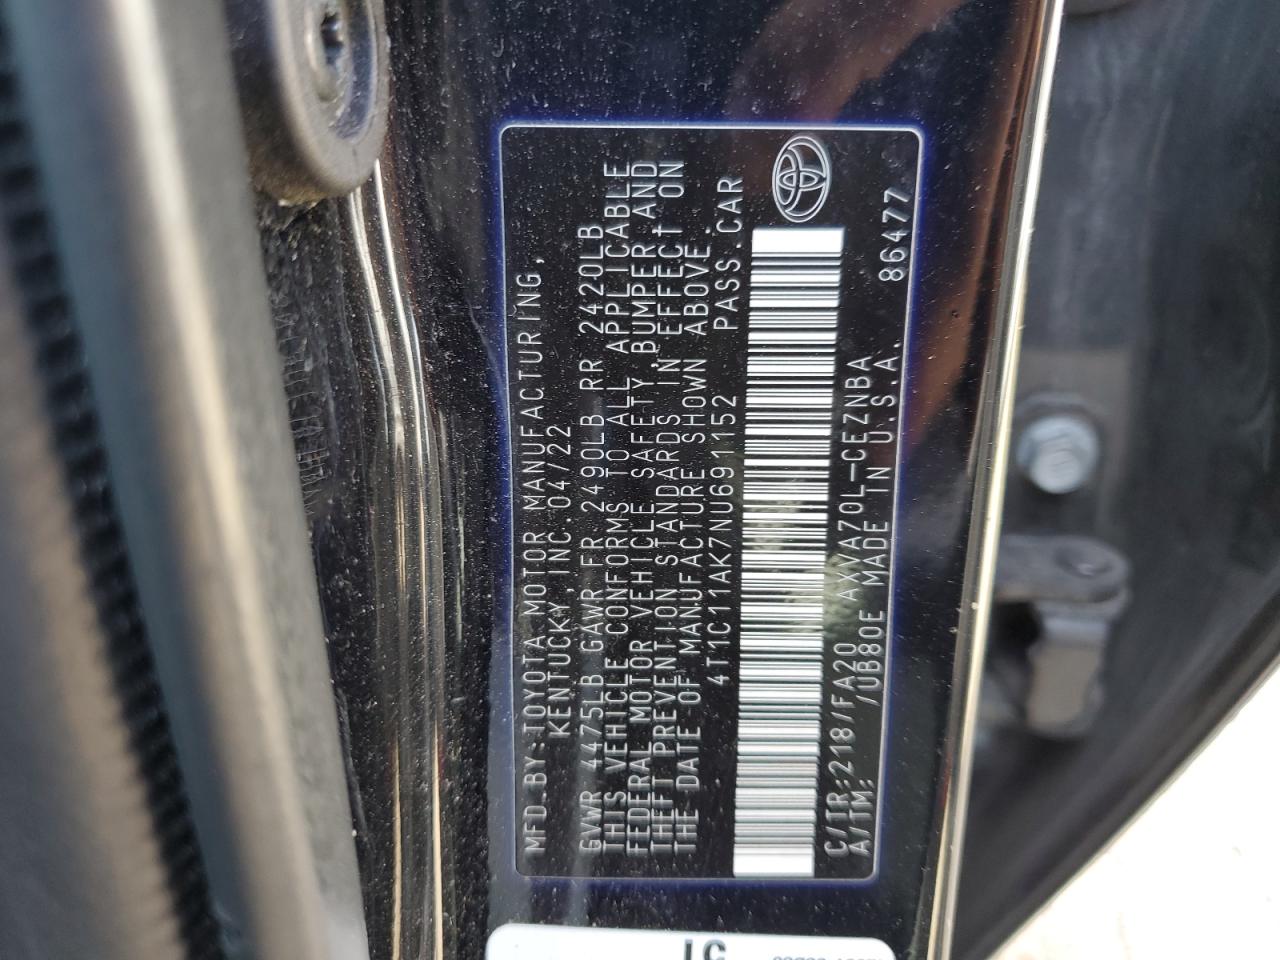 MFD.BY:TOYOTA MOTOR MANUFACTURING,
KENTUCKY,INC.04/22
GVWR 4475LB GAWR FR 2490LB RR 2420LB
THIS VEHICLE CONFORMS TO ALL APPLICABLE
FEDERAL MOTOR VEHICLE SAFETY,BUMPER AND
THEFT PREVENTION STANDARDS IN EFFECT ON
THE DATE OF MANUFACTURE SHOWN ABOVE.
4T1C11AK7NU691152 PASS.CAR
C/TR:218/FA20 AXVA70L-CEZNBA
A/TM: /UB80E MADE IN U.S.A. 86477